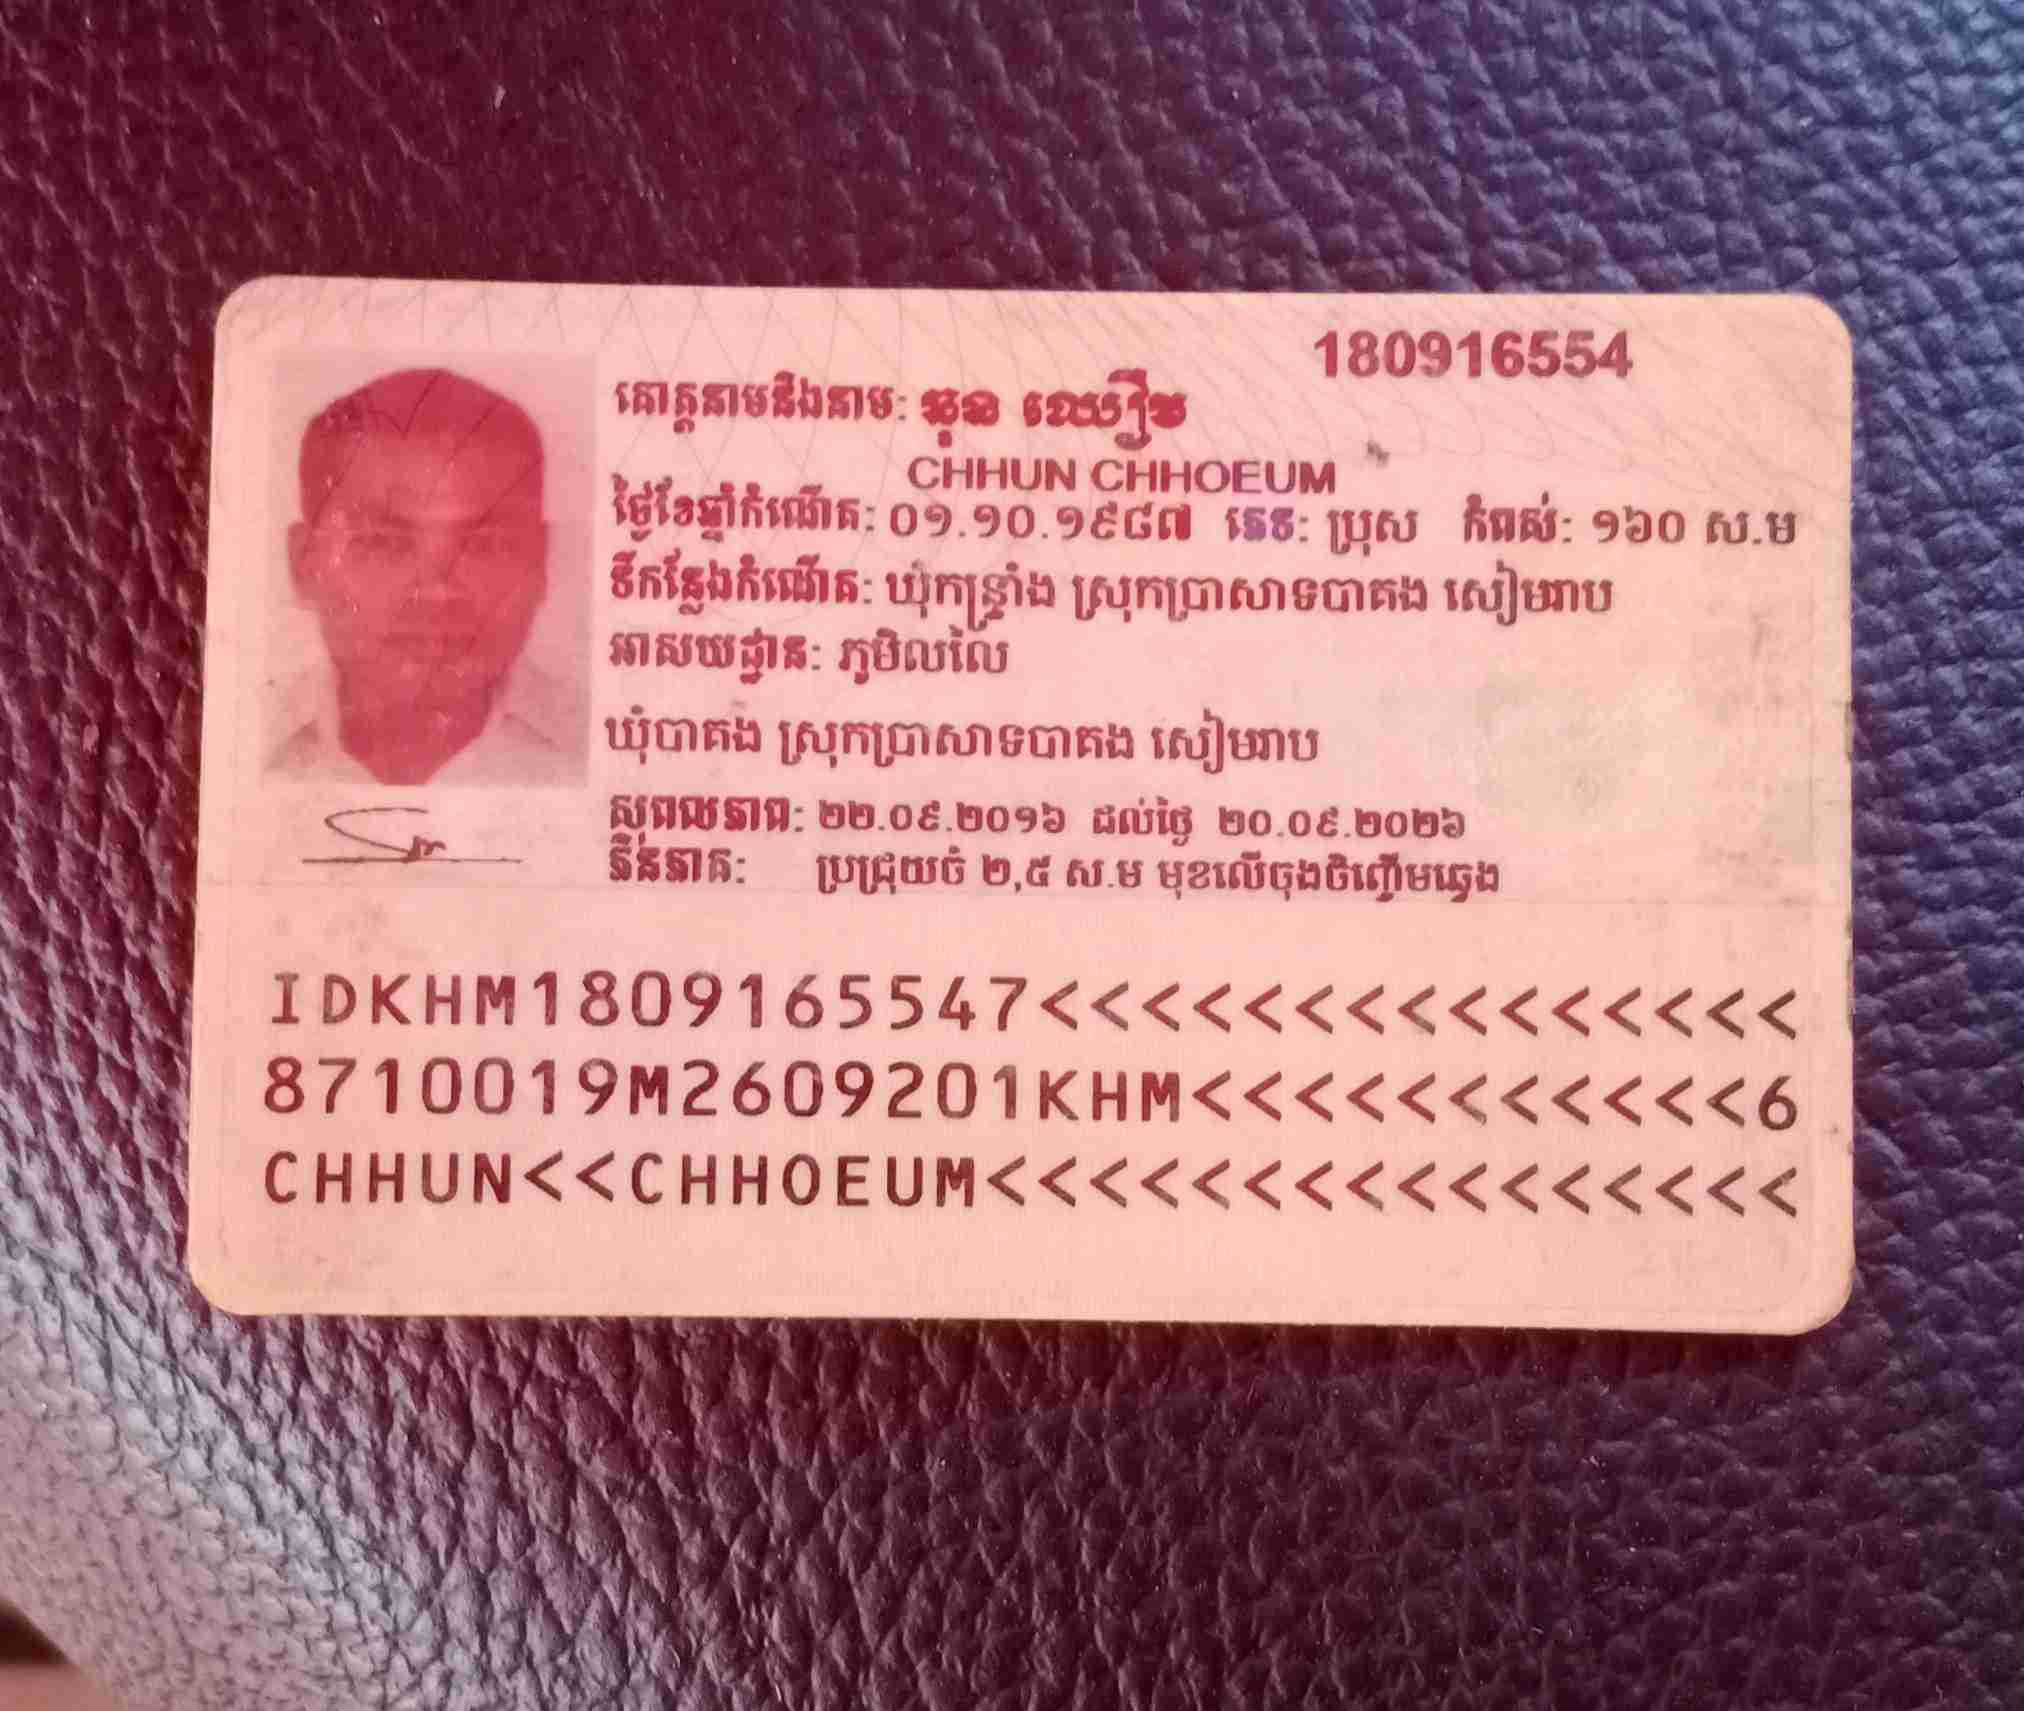 180916554
គោត្តនាមនិងនាម: ឆុន ឈឿម
CHHUN CHHOEUM
ថ្ងៃខែឆ្នាំកំណើត: ០១.១០.១៩៨៧ ភេទ: ប្រុស កំពស់: ១៦០ ស.ម
ទីកន្លែងកំណើត: ឃុំកន្ទ្រាំង ស្រុកប្រាសាទបាគង សៀមរាប
អាសយដ្ឋាន: ភូមិលលៃ
ឃុំបាគង ស្រុកប្រាសាទបាគង សៀមរាប
សុពលភាព: ២២.០៩.២០១៦ ដល់ថ្ងៃ ២០.០៩.២០២៦
ភិនភាគ: ប្រជ្រុយចំ ២,៥ ស.ម មុខលើចុងចិញ្ចើមឆ្វេង
IDKHM1809165547<<<<<<<<<<<<<<<
8710019M2609201KHM<<<<<<<<<<<6
CHHUN<<CHHOEUM<<<<<<<<<<<<<<<<